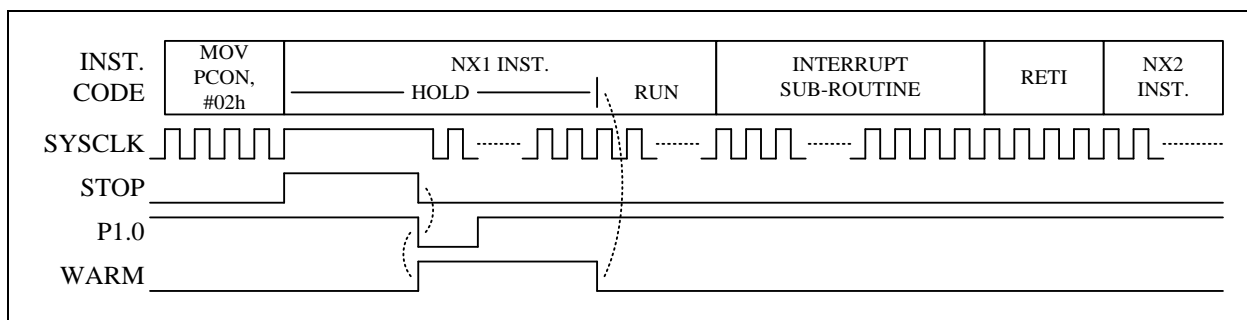 INST. CODE
MOV PCON, #02h
NX1 INST.
HOLD
RUN
INTERRUPT SUB-ROUTINE
RETI
NX2 INST.
SYSCLK
STOP
P1.0
WARM